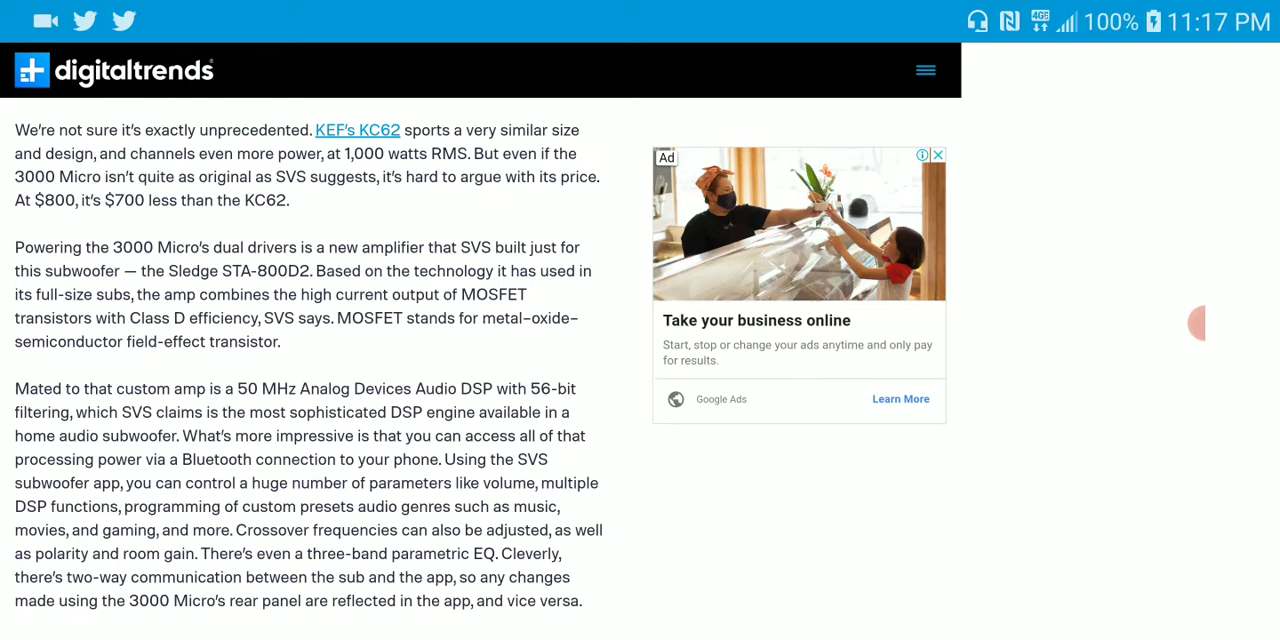 4GE 100% 11:17 PM
digitaltrends
We're not sure it's exactly unprecedented. KEF's KC62 sports a very similar size
and design, and channels even more power, at 1,000 watts RMS. But even if the
3000 Micro isn't quite as original as SVS suggests, it's hard to argue with its price.
At $800, it's $700 less than the KC62.
Powering the 3000 Micro's dual drivers is a new amplifier that SVS built just for
this subwoofer — the Sledge STA-800D2. Based on the technology it has used in
its full-size subs, the amp combines the high current output of MOSFET
transistors with Class D efficiency, SVS says. MOSFET stands for metal–oxide–
semiconductor field-effect transistor.
Mated to that custom amp is a 50 MHz Analog Devices Audio DSP with 56-bit
filtering, which SVS claims is the most sophisticated DSP engine available in a
home audio subwoofer. What's more impressive is that you can access all of that
processing power via a Bluetooth connection to your phone. Using the SVS
subwoofer app, you can control a huge number of parameters like volume, multiple
DSP functions, programming of custom presets audio genres such as music,
movies, and gaming, and more. Crossover frequencies can also be adjusted, as well
as polarity and room gain. There's even a three-band parametric EQ. Cleverly,
there's two-way communication between the sub and the app, so any changes
made using the 3000 Micro's rear panel are reflected in the app, and vice versa.
Ad
Take your business online
Start, stop or change your ads anytime and only pay
for results.
Google Ads Learn More